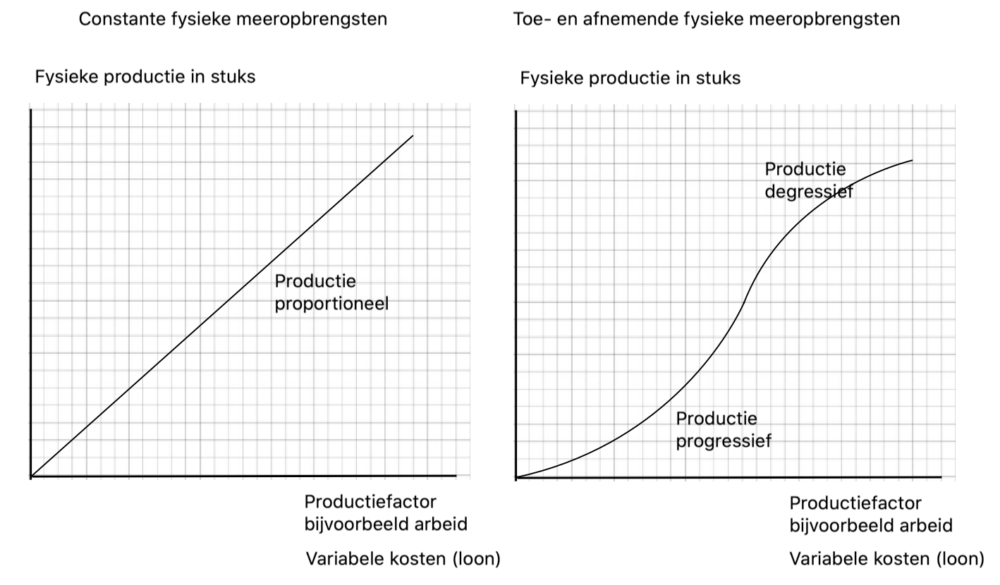 Constante fysieke meeropbrengsten
Fysieke productie in stuks
Productie
proportioneel
Productiefactor
bijvoorbeeld arbeid
Variabele kosten (loon)
Toe- en afnemende fysieke meeropbrengsten
Fysieke productie in stuks
Productie
degressief
Productie
progressief
Productiefactor
bijvoorbeeld arbeid
Variabele kosten (loon)